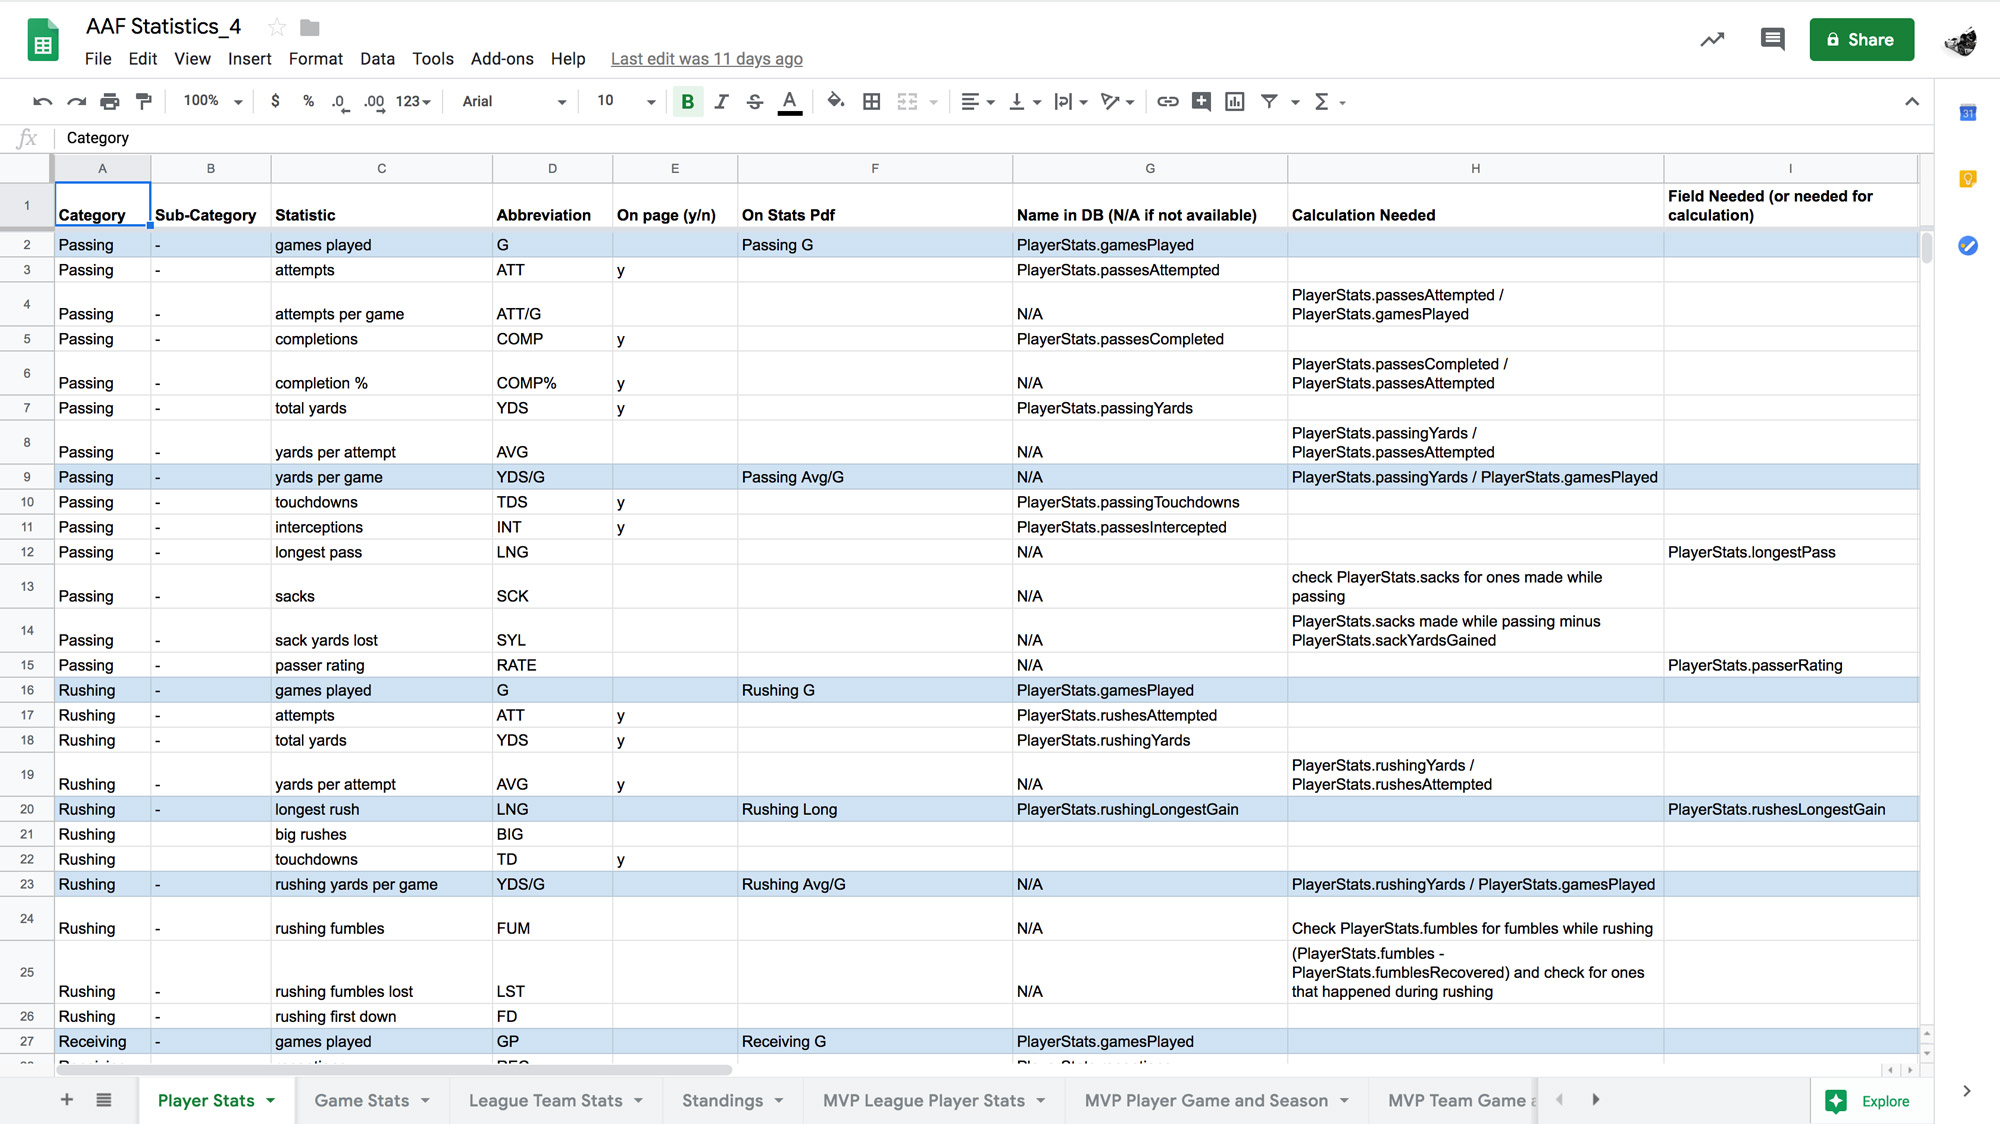 AAF Statistics_4
File Edit View Insert Format Data Tools Add-ons Help Last edit was 11 days ago
Share
100% $ % .0 .00 123 Arial 10 B I S A Σ
31
fx Category
A B C D E F G H I
1 Category Sub-Category Statistic Abbreviation On page (y/n) On Stats Pdf Name in DB (N/A if not available) Calculation Needed Field Needed (or needed for
calculation)
2 Passing - games played G Passing G PlayerStats.gamesPlayed
3 Passing - attempts ATT y PlayerStats.passesAttempted
4 Passing - attempts per game ATT/G N/A PlayerStats.passesAttempted /
PlayerStats.gamesPlayed
5 Passing - completions COMP y PlayerStats.passesCompleted
6 Passing - completion % COMP% y N/A PlayerStats.passesCompleted /
PlayerStats.passesAttempted
7 Passing - total yards YDS y PlayerStats.passingYards
8 Passing - yards per attempt AVG N/A PlayerStats.passingYards /
PlayerStats.passesAttempted
9 Passing - yards per game YDS/G Passing Avg/G N/A PlayerStats.passingYards / PlayerStats.gamesPlayed
10 Passing - touchdowns TDS y PlayerStats.passingTouchdowns
11 Passing - interceptions INT y PlayerStats.passesIntercepted
12 Passing - longest pass LNG N/A PlayerStats.longestPass
13 Passing - sacks SCK N/A check PlayerStats.sacks for ones made while
passing
14 Passing - sack yards lost SYL N/A PlayerStats.sacks made while passing minus
PlayerStats.sackYardsGained
15 Passing - passer rating RATE N/A PlayerStats.passerRating
16 Rushing - games played G Rushing G PlayerStats.gamesPlayed
17 Rushing - attempts ATT y PlayerStats.rushesAttempted
18 Rushing - total yards YDS y PlayerStats.rushingYards
19 Rushing - yards per attempt AVG y N/A PlayerStats.rushingYards /
PlayerStats.rushesAttempted
20 Rushing - longest rush LNG Rushing Long PlayerStats.rushingLongestGain PlayerStats.rushesLongestGain
21 Rushing big rushes BIG
22 Rushing touchdowns TD y
23 Rushing - rushing yards per game YDS/G Rushing Avg/G N/A PlayerStats.rushingYards / PlayerStats.gamesPlayed
24 Rushing - rushing fumbles FUM N/A Check PlayerStats.fumbles for fumbles while rushing
25 Rushing - rushing fumbles lost LST N/A (PlayerStats.fumbles -
PlayerStats.fumblesRecovered) and check for ones
that happened during rushing
26 Rushing - rushing first down FD
27 Receiving - games played GP Receiving G PlayerStats.gamesPlayed
+ Player Stats Game Stats League Team Stats Standings MVP League Player Stats MVP Player Game and Season MVP Team Game
Explore